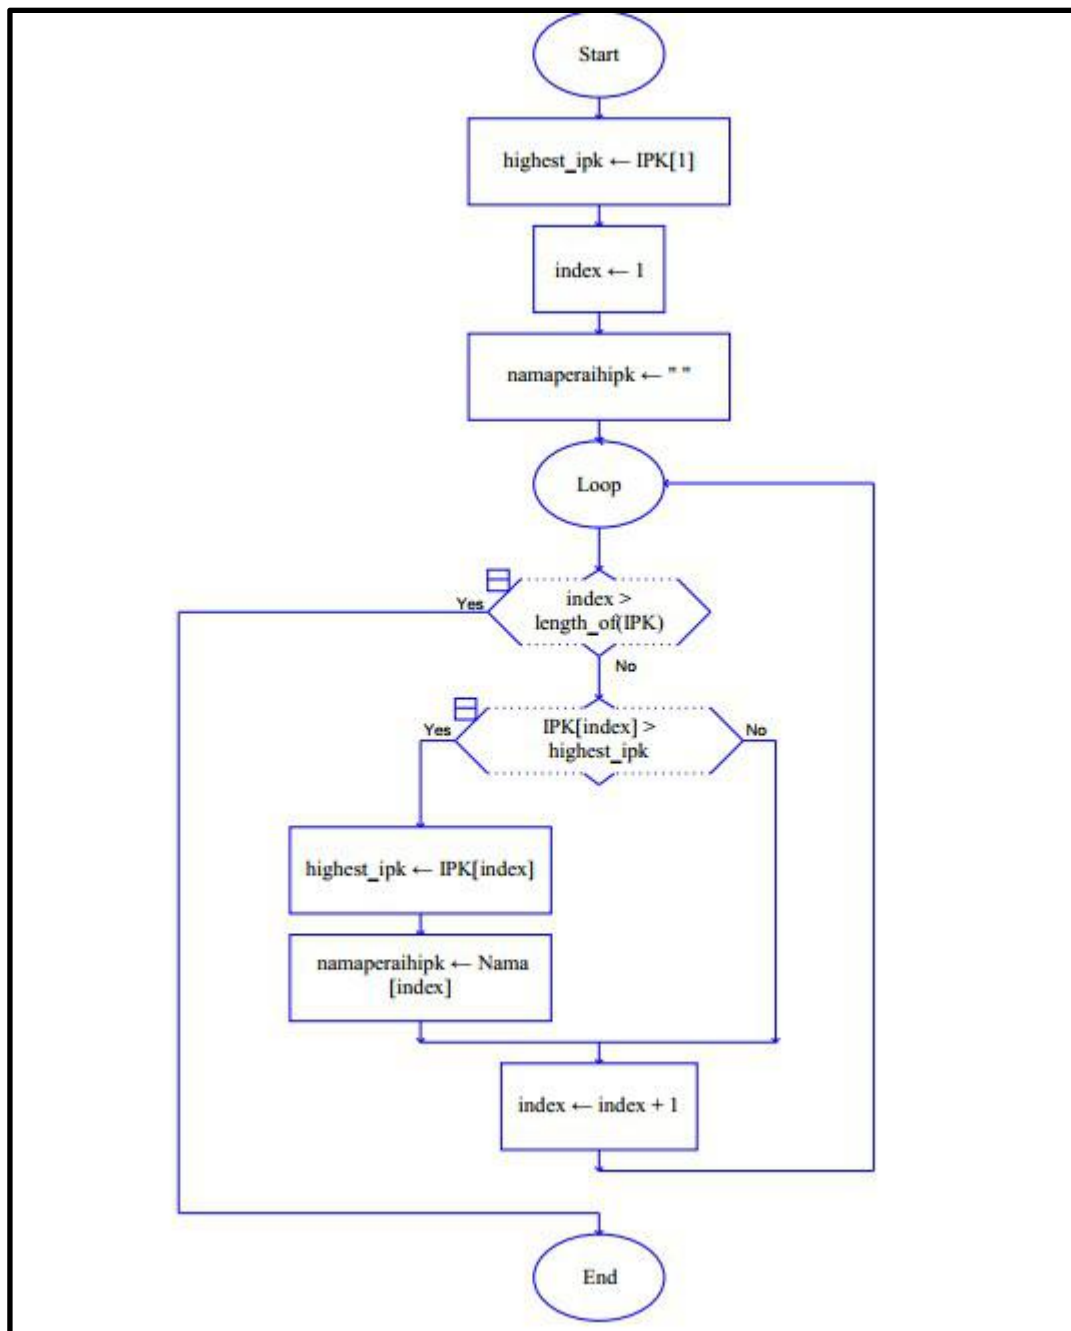 Start
highest_ipk ← IPK[1]
index ← 1
namaperaihipk ← " "
Loop
Yes
index >
length_of(IPK)
No
Yes
IPK[index] >
highest_ipk
No
highest_ipk ← IPK[index]
namaperaihipk ← Nama
[index]
index ← index + 1
End